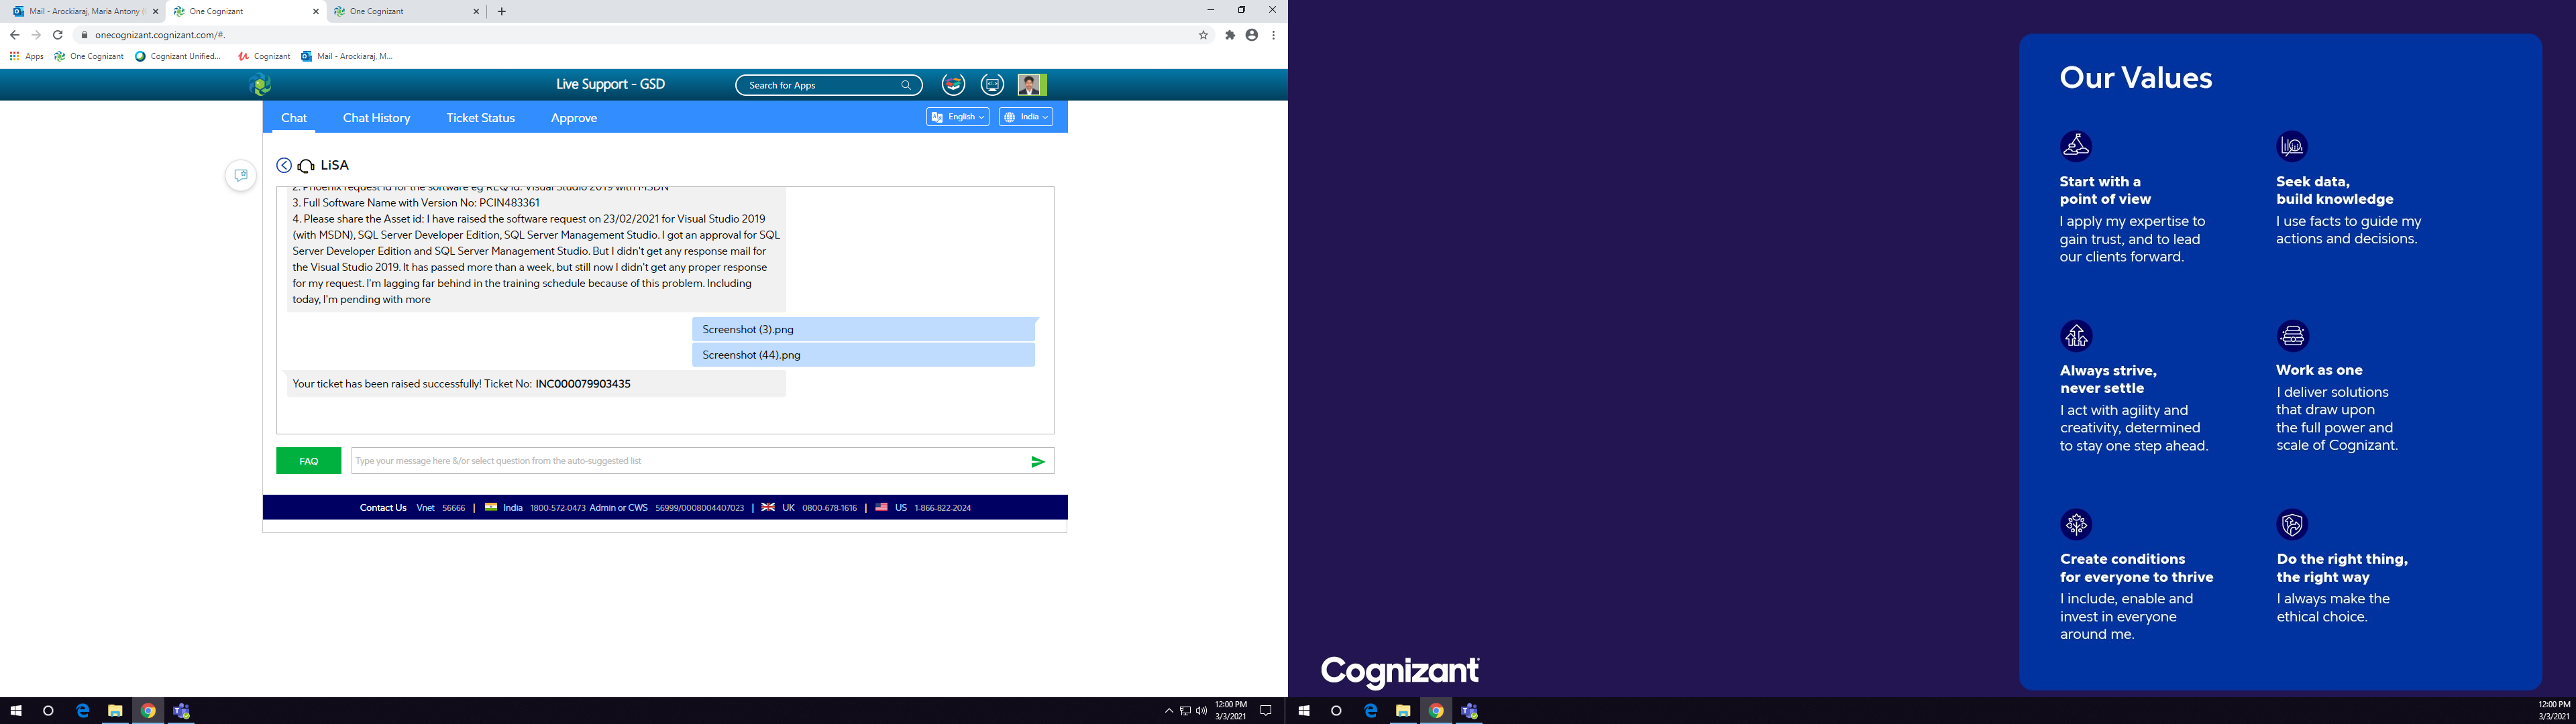 Mail - Arockiaraj, Maria Antony (
One Cognizant
One Cognizant
onecognizant.cognizant.com/#.
Apps
One Cognizant
Cognizant Unified...
Cognizant
Mail - Arockiaraj, M...
Live Support - GSD
Search for Apps
Chat
Chat History
Ticket Status
Approve
English
India
LiSA
2. Phoenix request id for the software eg REQ id: Visual Studio 2019 with MSDN
3. Full Software Name with Version No: PCIN483361
4. Please share the Asset id: I have raised the software request on 23/02/2021 for Visual Studio 2019
(with MSDN), SQL Server Developer Edition, SQL Server Management Studio. I got an approval for SQL
Server Developer Edition and SQL Server Management Studio. But I didn't get any response mail for
the Visual Studio 2019. It has passed more than a week, but still now I didn't get any proper response
for my request. I'm lagging far behind in the training schedule because of this problem. Including
today, I'm pending with more
Screenshot (3).png
Screenshot (44).png
Your ticket has been raised successfully! Ticket No: INC000079903435
FAQ
Type your message here &/or select question from the auto-suggested list
Contact Us Vnet 56666 | India 1800-572-0473 Admin or CWS 56999/0008004407023 | UK 0800-678-1616 | US 1-866-822-2024
12:00 PM
3/3/2021
Our Values
Start with a
point of view
I apply my expertise to
gain trust, and to lead
our clients forward.
Seek data,
build knowledge
I use facts to guide my
actions and decisions.
Always strive,
never settle
I act with agility and
creativity, determined
to stay one step ahead.
Work as one
I deliver solutions
that draw upon
the full power and
scale of Cognizant.
Create conditions
for everyone to thrive
I include, enable and
invest in everyone
around me.
Do the right thing,
the right way
I always make the
ethical choice.
Cognizant
12:00 PM
3/3/2021